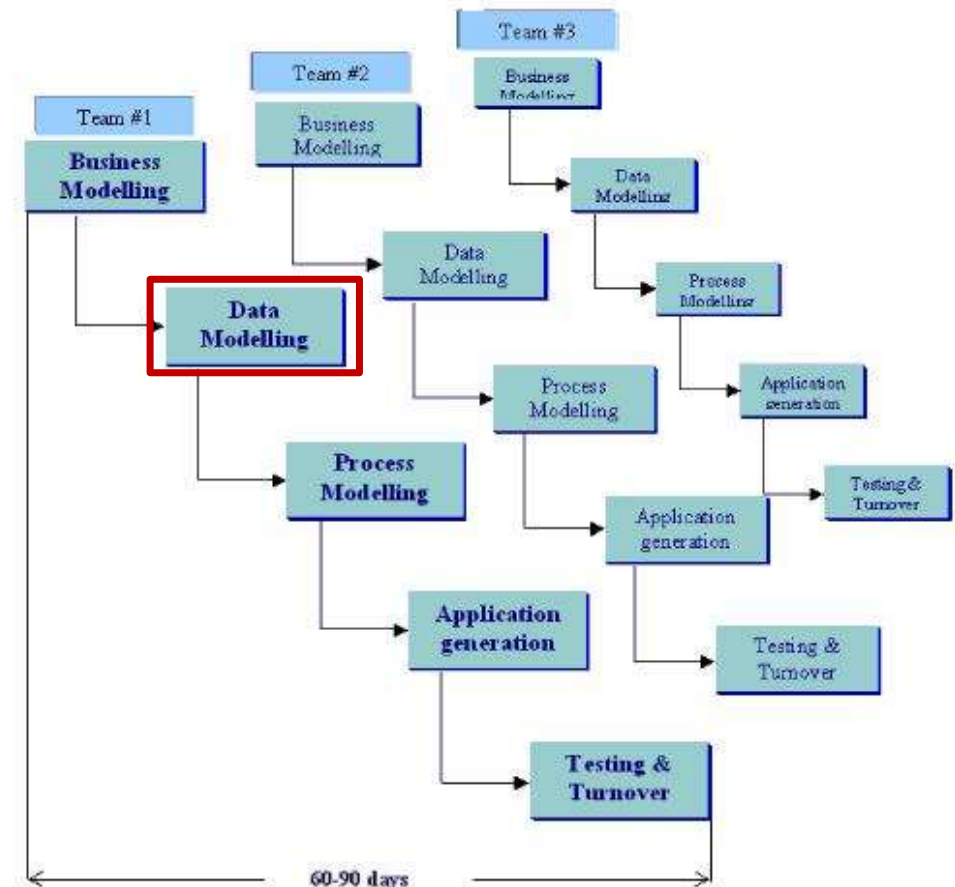 Team #1
Business
Modelling
Data
Modelling
Process
Modelling
Application
generation
Testing &
Turnover
Team #2
Business
Modelling
Data
Modelling
Process
Modelling
Application
generation
Testing &
Turnover
Team #3
Business
Modelling
Data
Modelling
Process
Modelling
Application
generation
Testing &
Turnover
60-90 days